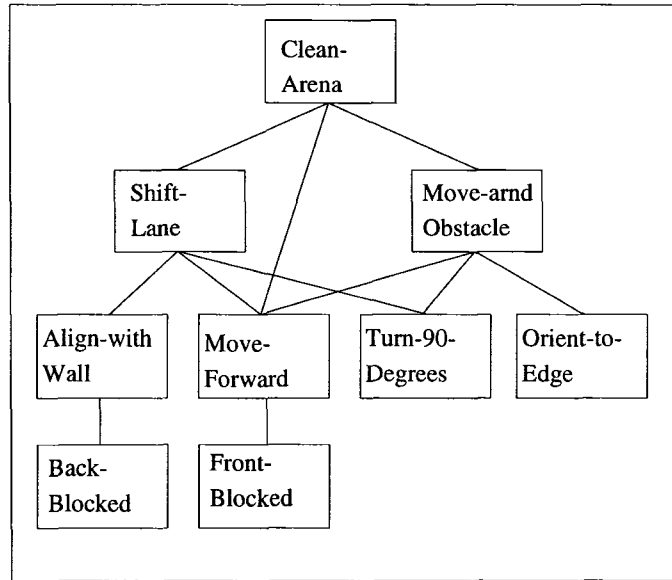 Clean-
Arena
Shift-
Lane
Move-arnd
Obstacle
Align-with
Wall
Move-
Forward
Turn-90-
Degrees
Orient-to-
Edge
Back-
Blocked
Front-
Blocked